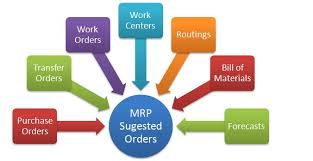 Work
Centers
Work
Orders
Routings
Transfer
Orders
Bill of
Materials
MRP
Sugested
Orders
Purchase
Orders
Forecasts